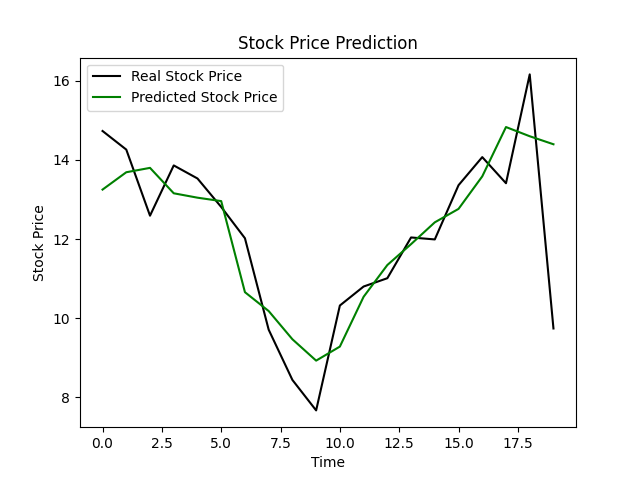 Stock Price Prediction
Real Stock Price
Predicted Stock Price
Stock Price
16
14
12
10
8
0.0 2.5 5.0 7.5 10.0 12.5 15.0 17.5
Time